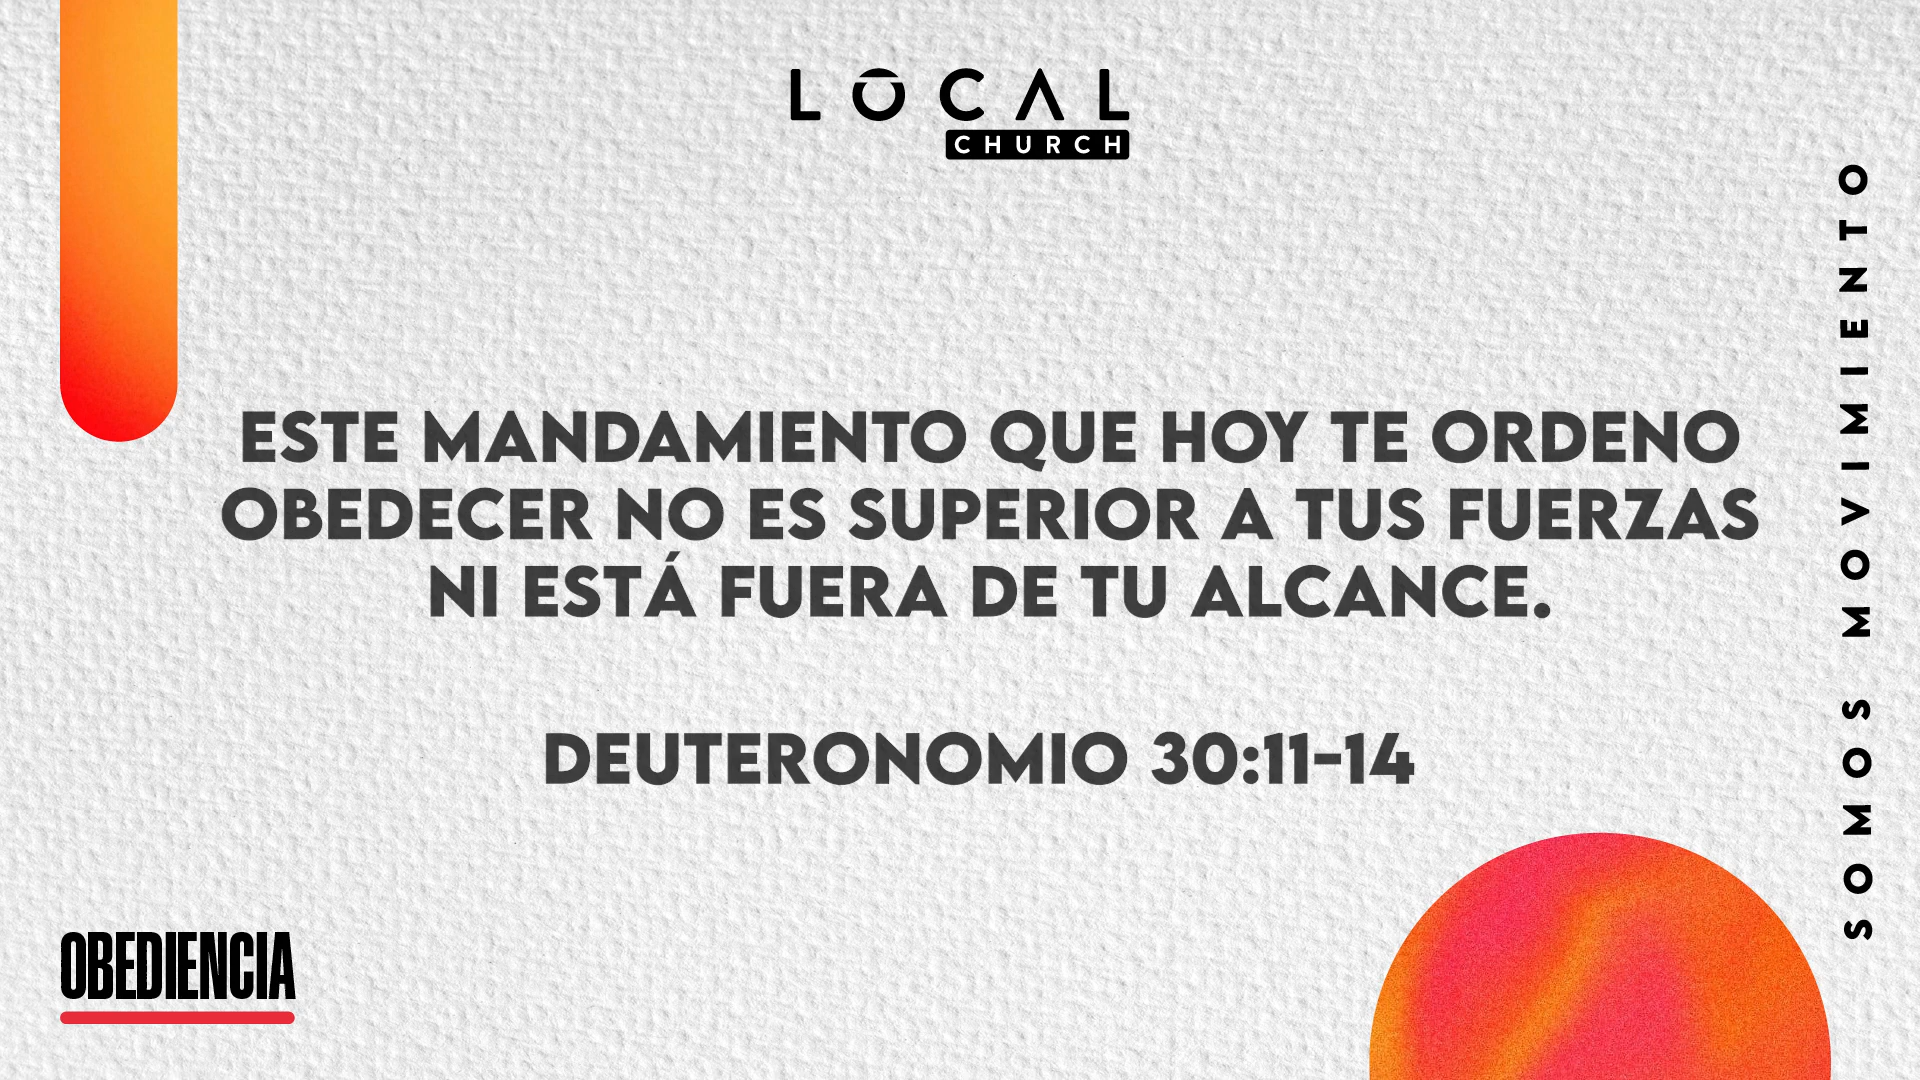 LOCAL
CHURCH
ESTE MANDAMIENTO QUE HOY TE ORDENO
OBEDECER NO ES SUPERIOR A TUS FUERZAS
NI ESTÁ FUERA DE TU ALCANCE.
DEUTERONOMIO 30:11-14
OBEDIENCIA
SOMOS MOVIMIENTO